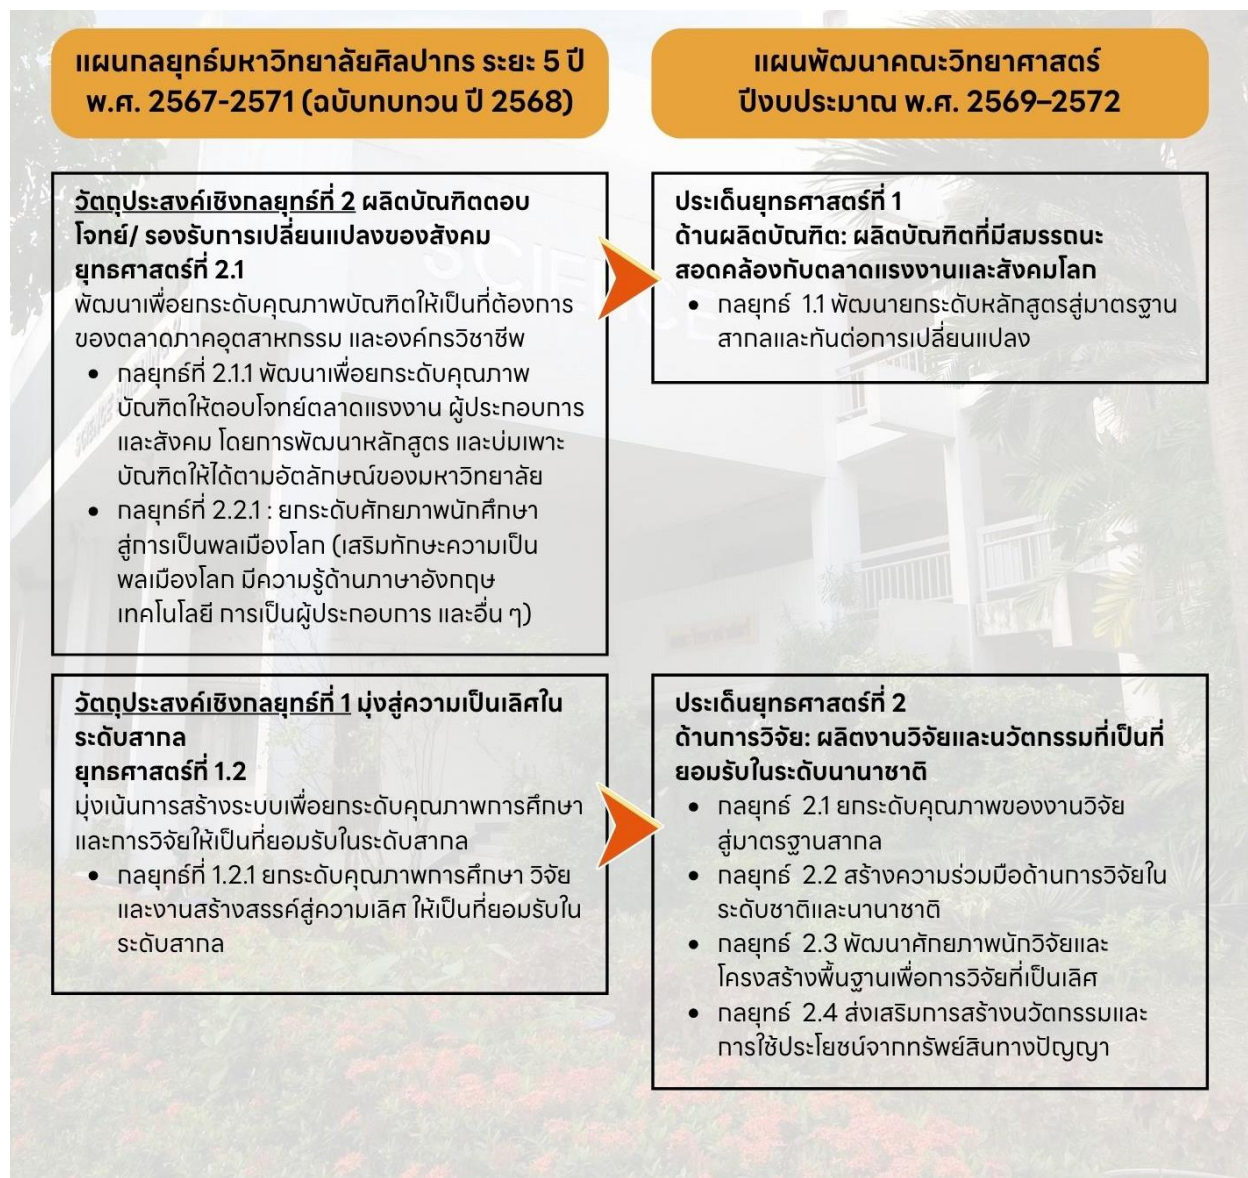 แผนกลยุทธ์มหาวิทยาลัยศิลปากร ระยะ 5 ปี
พ.ศ. 2567-2571 (ฉบับทบทวน ปี 2568)
แผนพัฒนาคณะวิทยาศาสตร์
ปีงบประมาณ พ.ศ. 2569–2572
วัตถุประสงค์เชิงกลยุทธ์ที่ 2 ผลิตบัณฑิตตอบ
โจทย์/ รองรับการเปลี่ยนแปลงของสังคม
ยุทธศาสตร์ที่ 2.1
พัฒนาเพื่อยกระดับคุณภาพบัณฑิตให้เป็นที่ต้องการ
ของตลาดภาคอุตสาหกรรม และองค์กรวิชาชีพ
• กลยุทธ์ที่ 2.1.1 พัฒนาเพื่อยกระดับคุณภาพ
บัณฑิตให้ตอบโจทย์ตลาดแรงงาน ผู้ประกอบการ
และสังคม โดยการพัฒนาหลักสูตร และบ่มเพาะ
บัณฑิตให้ได้ตามอัตลักษณ์ของมหาวิทยาลัย
• กลยุทธ์ที่ 2.2.1 : ยกระดับศักยภาพนักศึกษา
สู่การเป็นพลเมืองโลก (เสริมทักษะความเป็น
พลเมืองโลก มีความรู้ด้านภาษาอังกฤษ
เทคโนโลยี การเป็นผู้ประกอบการ และอื่น ๆ)
ประเด็นยุทธศาสตร์ที่ 1
ด้านผลิตบัณฑิต: ผลิตบัณฑิตที่มีสมรรถนะ
สอดคล้องกับตลาดแรงงานและสังคมโลก
• กลยุทธ์ 1.1 พัฒนายกระดับหลักสูตรสู่มาตรฐาน
สากลและทันต่อการเปลี่ยนแปลง
วัตถุประสงค์เชิงกลยุทธ์ที่ 1 มุ่งสู่ความเป็นเลิศใน
ระดับสากล
ยุทธศาสตร์ที่ 1.2
มุ่งเน้นการสร้างระบบเพื่อยกระดับคุณภาพการศึกษา
และการวิจัยให้เป็นที่ยอมรับในระดับสากล
• กลยุทธ์ที่ 1.2.1 ยกระดับคุณภาพการศึกษา วิจัย
และงานสร้างสรรค์สู่ความเลิศ ให้เป็นที่ยอมรับใน
ระดับสากล
ประเด็นยุทธศาสตร์ที่ 2
ด้านการวิจัย: ผลิตงานวิจัยและนวัตกรรมที่เป็นที่
ยอมรับในระดับนานาชาติ
• กลยุทธ์ 2.1 ยกระดับคุณภาพของงานวิจัย
สู่มาตรฐานสากล
• กลยุทธ์ 2.2 สร้างความร่วมมือด้านการวิจัยใน
ระดับชาติและนานาชาติ
• กลยุทธ์ 2.3 พัฒนาศักยภาพนักวิจัยและ
โครงสร้างพื้นฐานเพื่อการวิจัยที่เป็นเลิศ
• กลยุทธ์ 2.4 ส่งเสริมการสร้างนวัตกรรมและ
การใช้ประโยชน์จากทรัพย์สินทางปัญญา
SCIENCE